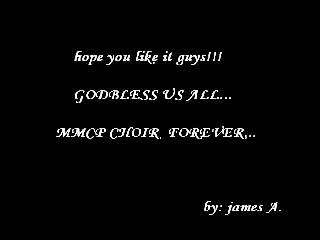 hope you like it guys!!!
GODBLESS US ALL...
MMCP CHOIR FOREVER...
by: james A.